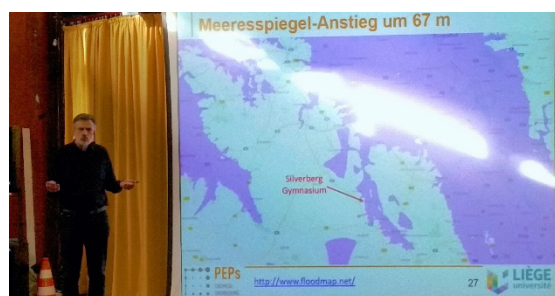 Meeresspiegel-Anstieg um 67 m
Silverberg
Gymnasium
PEPs
http://www.floodmap.net/
27
LIÈGE
université